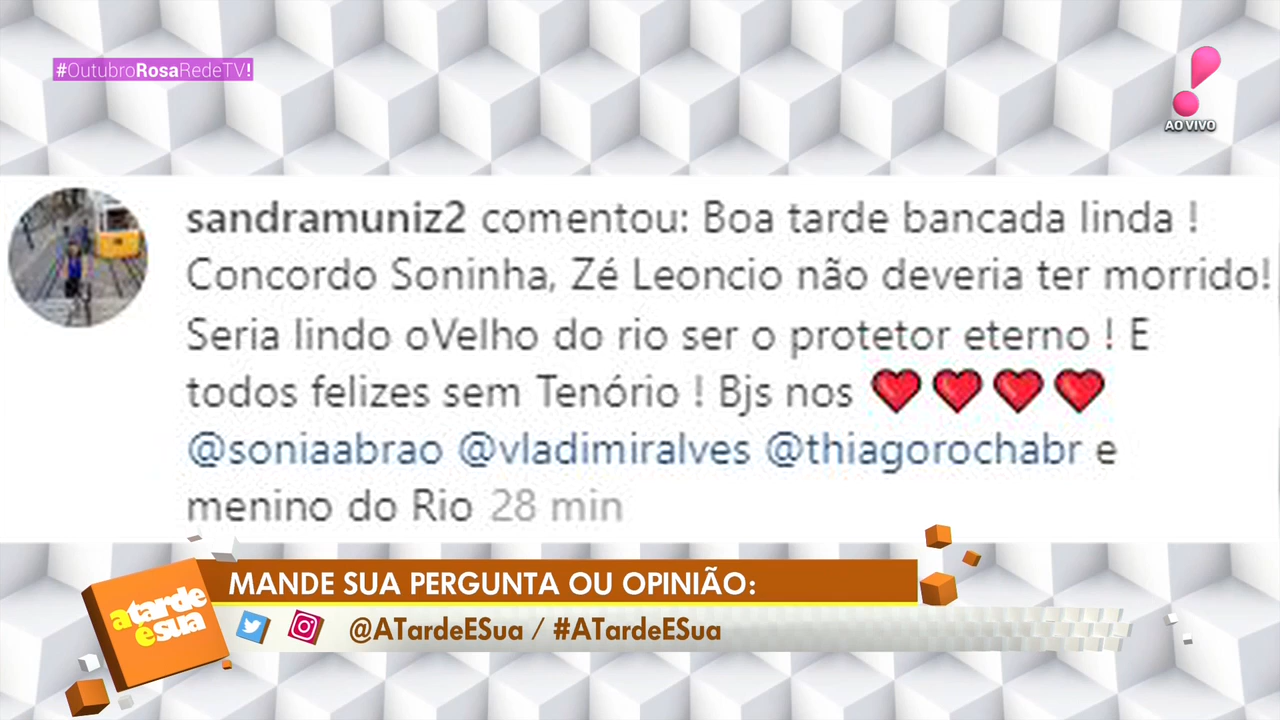 #OutubroRosaRedeTV!
AO VIVO
sandramuniz2 comentou: Boa tarde bancada linda !
Concordo Soninha, Zé Leoncio não deveria ter morrido!
Seria lindo oVelho do rio ser o protetor eterno ! E
todos felizes sem Tenório ! Bjs nos
@soniaabrao @vladimiralves @thiagorochabr e
menino do Rio 28 min
MANDE SUA PERGUNTA OU OPINIÃO:
a tarde
é sua
@ATardeESua / #ATardeESua